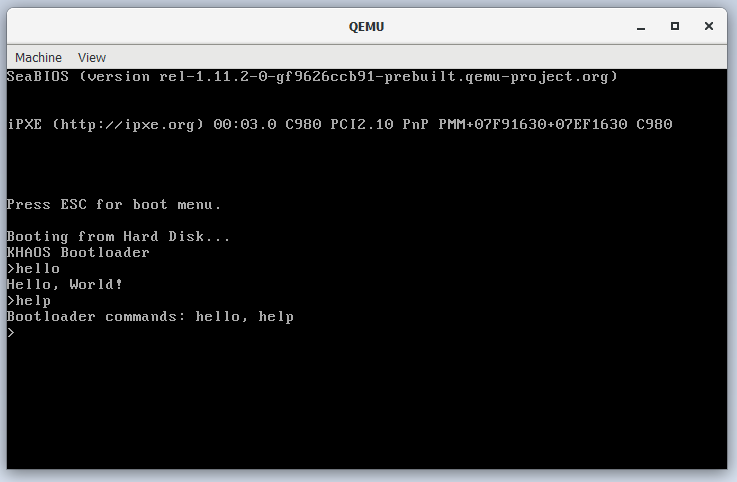 QEMU
Machine View
SeaBIOS (version rel-1.11.2-0-gf9626ccb91-prebuilt.qemu-project.org)
iPXE (http://ipxe.org) 00:03.0 C980 PCI2.10 PnP PMM+07F91630+07EF1630 C980
Press ESC for boot menu.
Booting from Hard Disk...
KHAOS Bootloader
>hello
Hello, World!
>help
Bootloader commands: hello, help
>